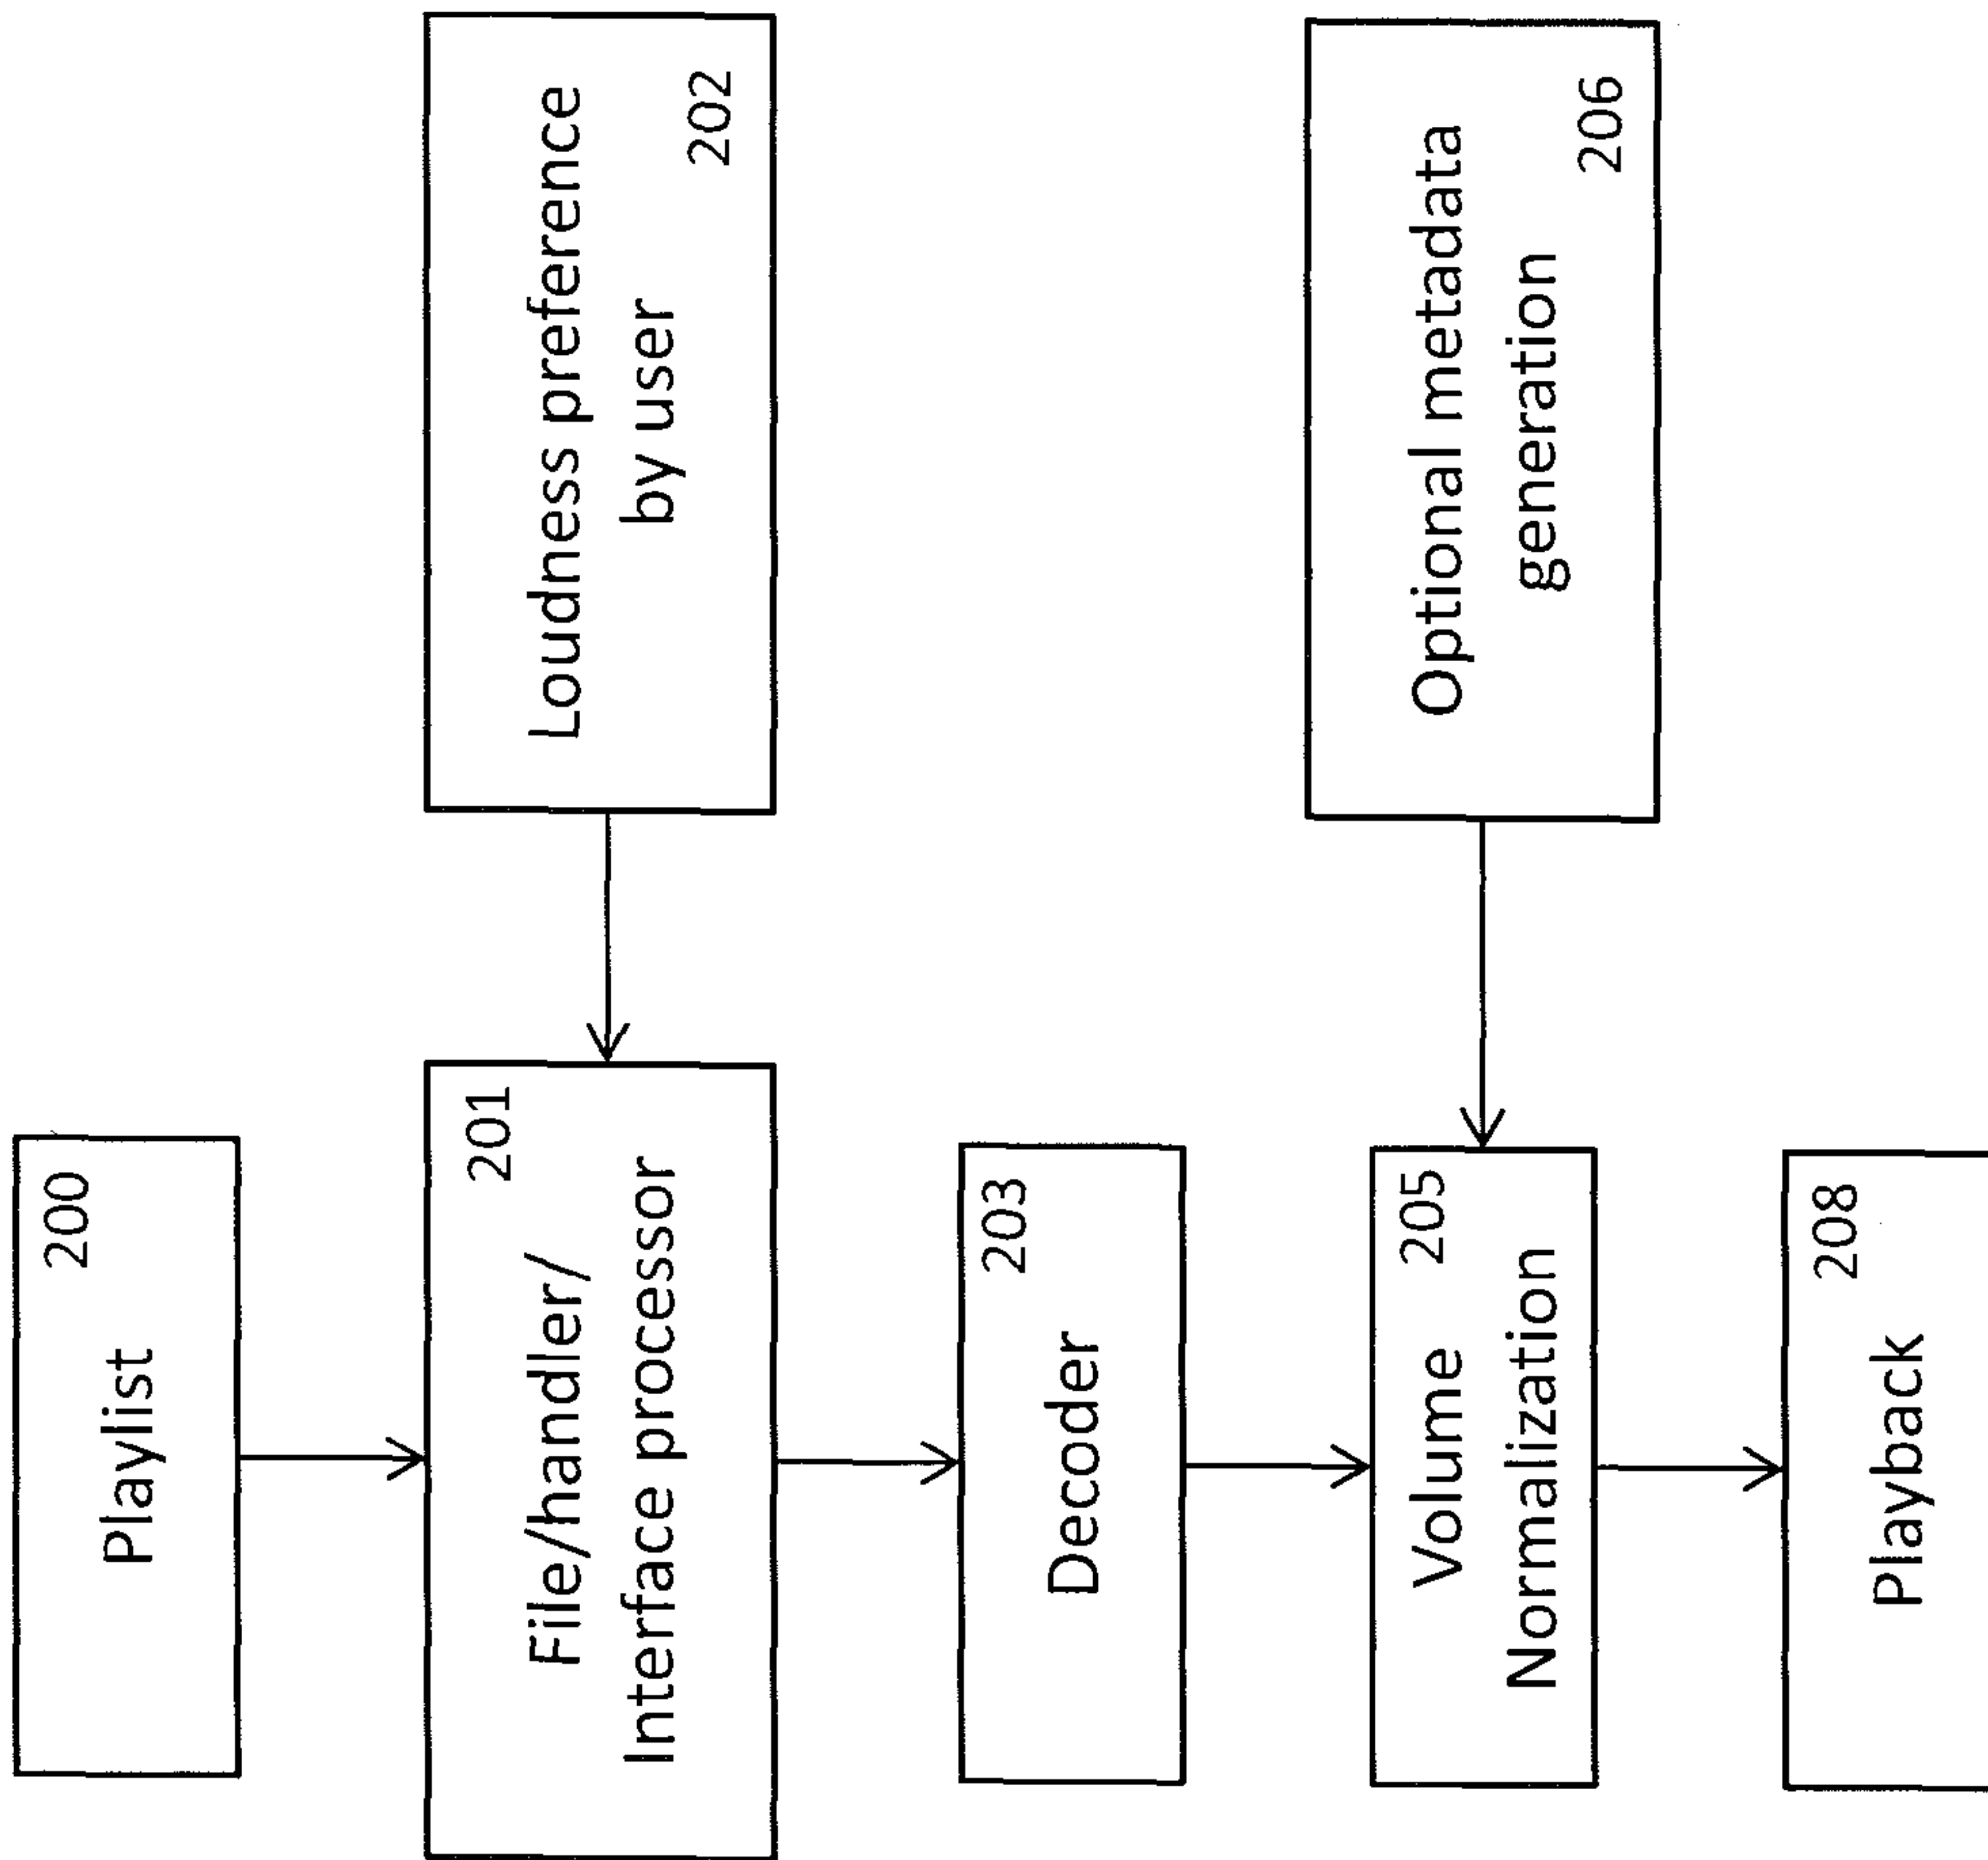 200
Playlist
201
File/handler/
Interface processor
Loudness preference
by user
202
203
Decoder
205
Volume
Normalization
Optional metadata
generation
206
208
Playback